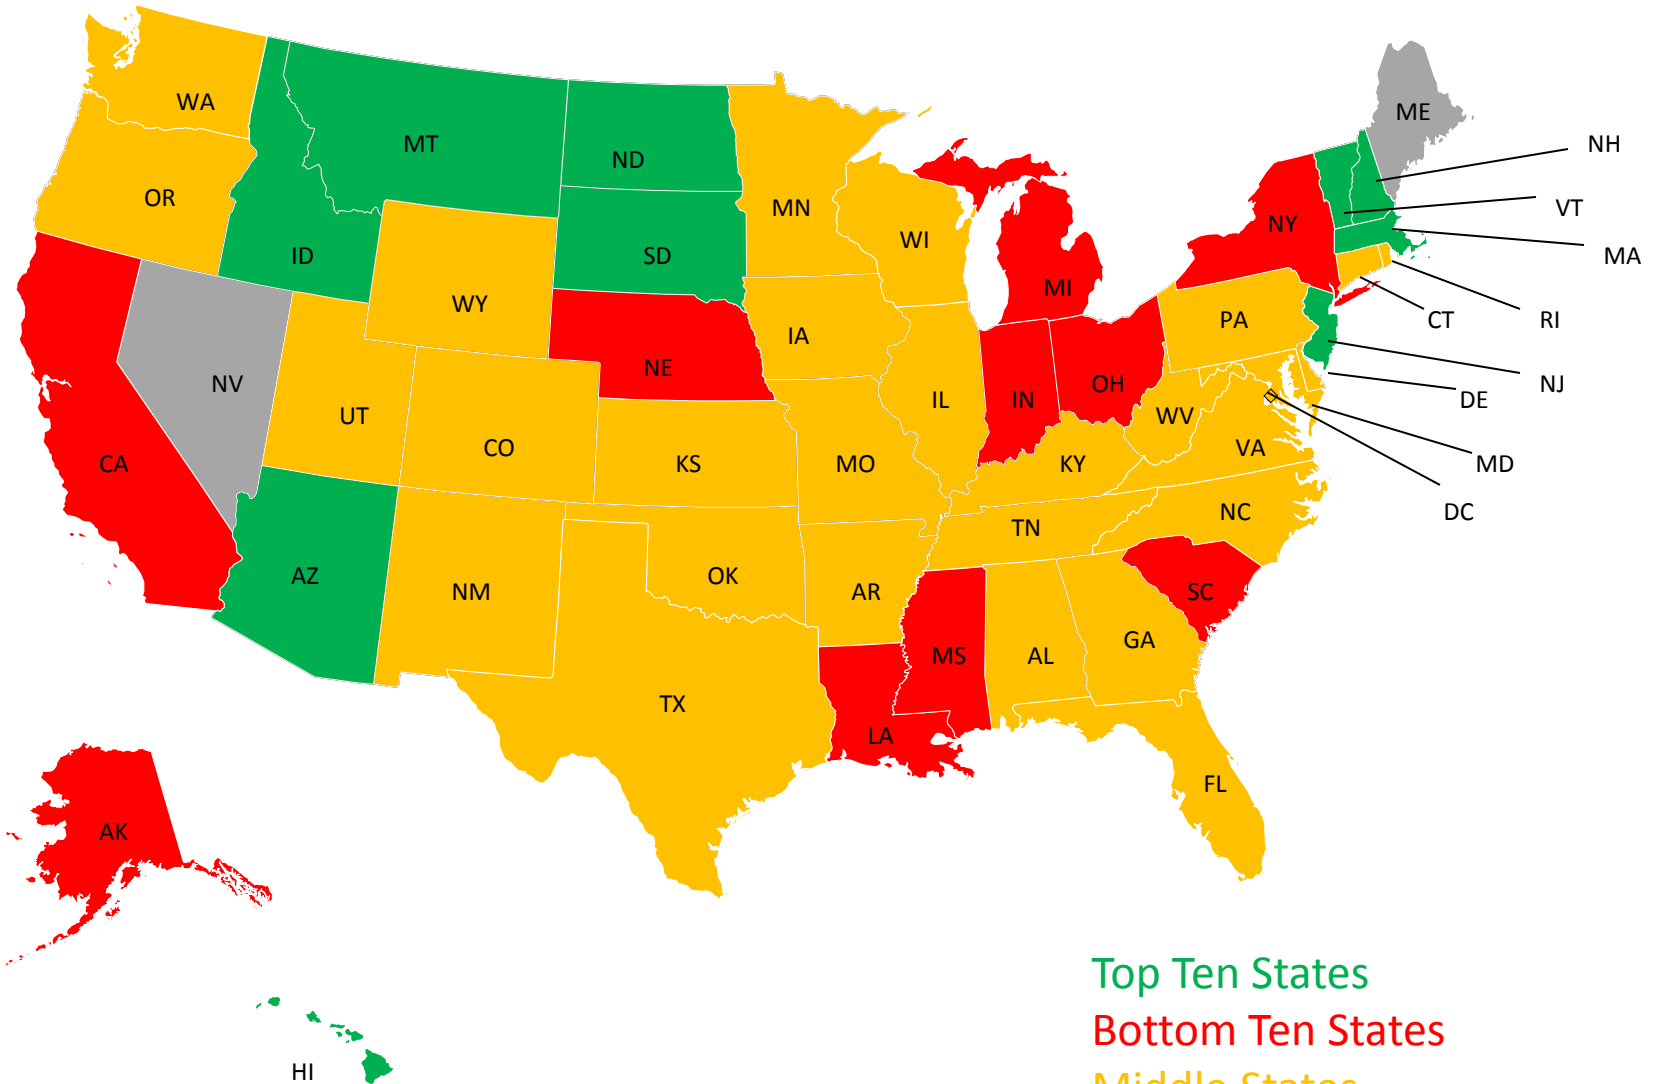 WA
MT
ND
ME
NH
OR
MN
VT
ID
SD
WI
NY
MA
WY
MI
IA
PA
CT
RI
NV
NE
UT
IL
IN
OH
DE
NJ
CO
WV
CA
KS
MO
KY
VA
MD
DC
AZ
NM
OK
AR
TN
NC
SC
TX
MS
AL
GA
LA
FL
AK
HI
Top Ten States
Bottom Ten States
Middle States